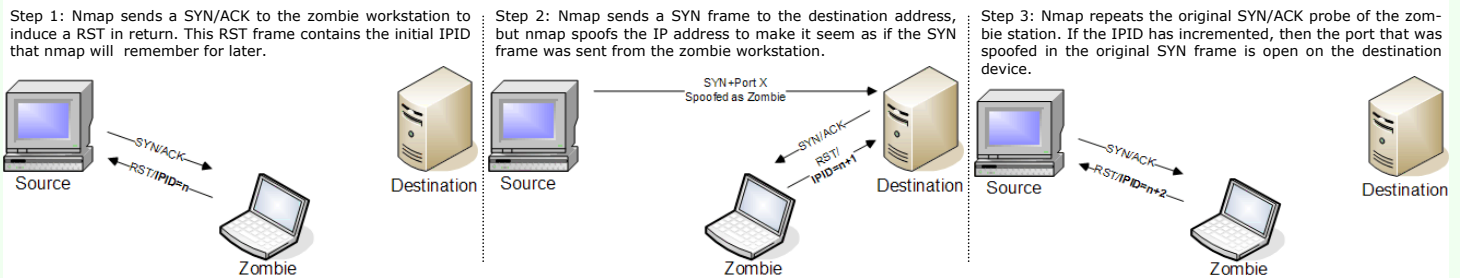 Step 1: Nmap sends a SYN/ACK to the zombie workstation to
induce a RST in return. This RST frame contains the initial IPID
that nmap will remember for later.
SYN/ACK
RST/IPID=n
Source
Destination
Zombie
Step 2: Nmap sends a SYN frame to the destination address,
but nmap spoofs the IP address to make it seem as if the SYN
frame was sent from the zombie workstation.
SYN+Port X
Spoofed as Zombie
SYN/ACK
RST/
IPID=n+1
Source
Destination
Zombie
Step 3: Nmap repeats the original SYN/ACK probe of the zom-
bie station. If the IPID has incremented, then the port that was
spoofed in the original SYN frame is open on the destination
device.
SYN/ACK
RST/IPID=n+2
Source
Destination
Zombie